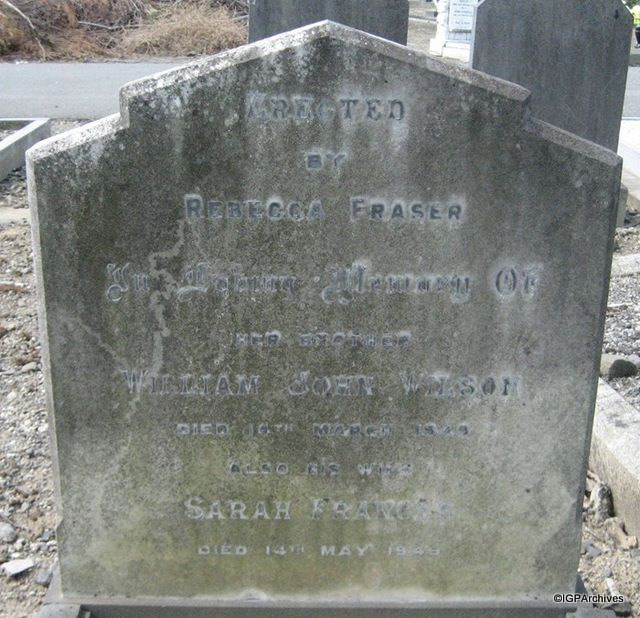 ERECTED
BY
REBECCA FRASER
In Loving Memory Of
HER BROTHER
WILLIAM JOHN WILSON
DIED MARCH
ALSO HIS WIFE
SARAH FRANCES
DIED 14TH MAY
©IGPArchives